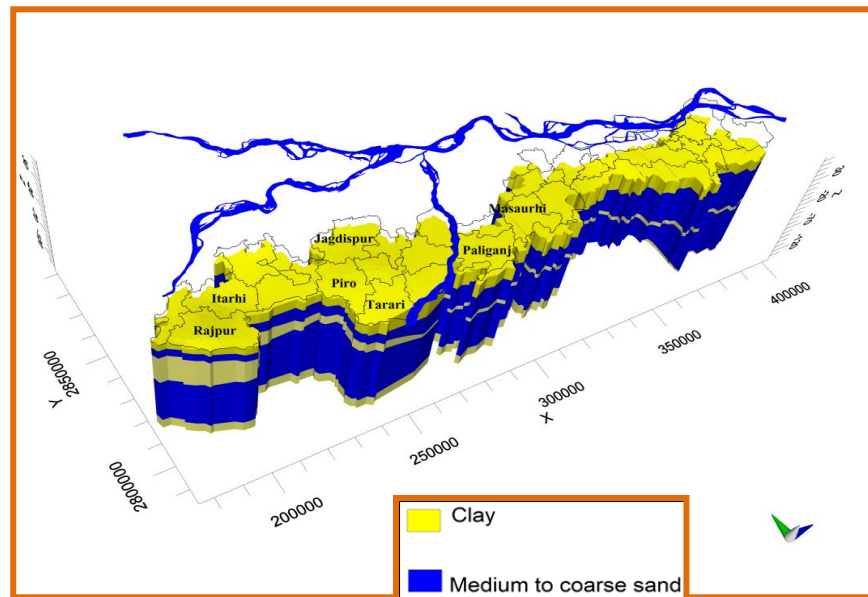 Masaurhi
Jagdispur
Paliganj
Piro
Itarhi
Tarari
Rajpur
Z
Y
X
2850000
2800000
200000
250000
300000
350000
400000
Clay
Medium to coarse sand